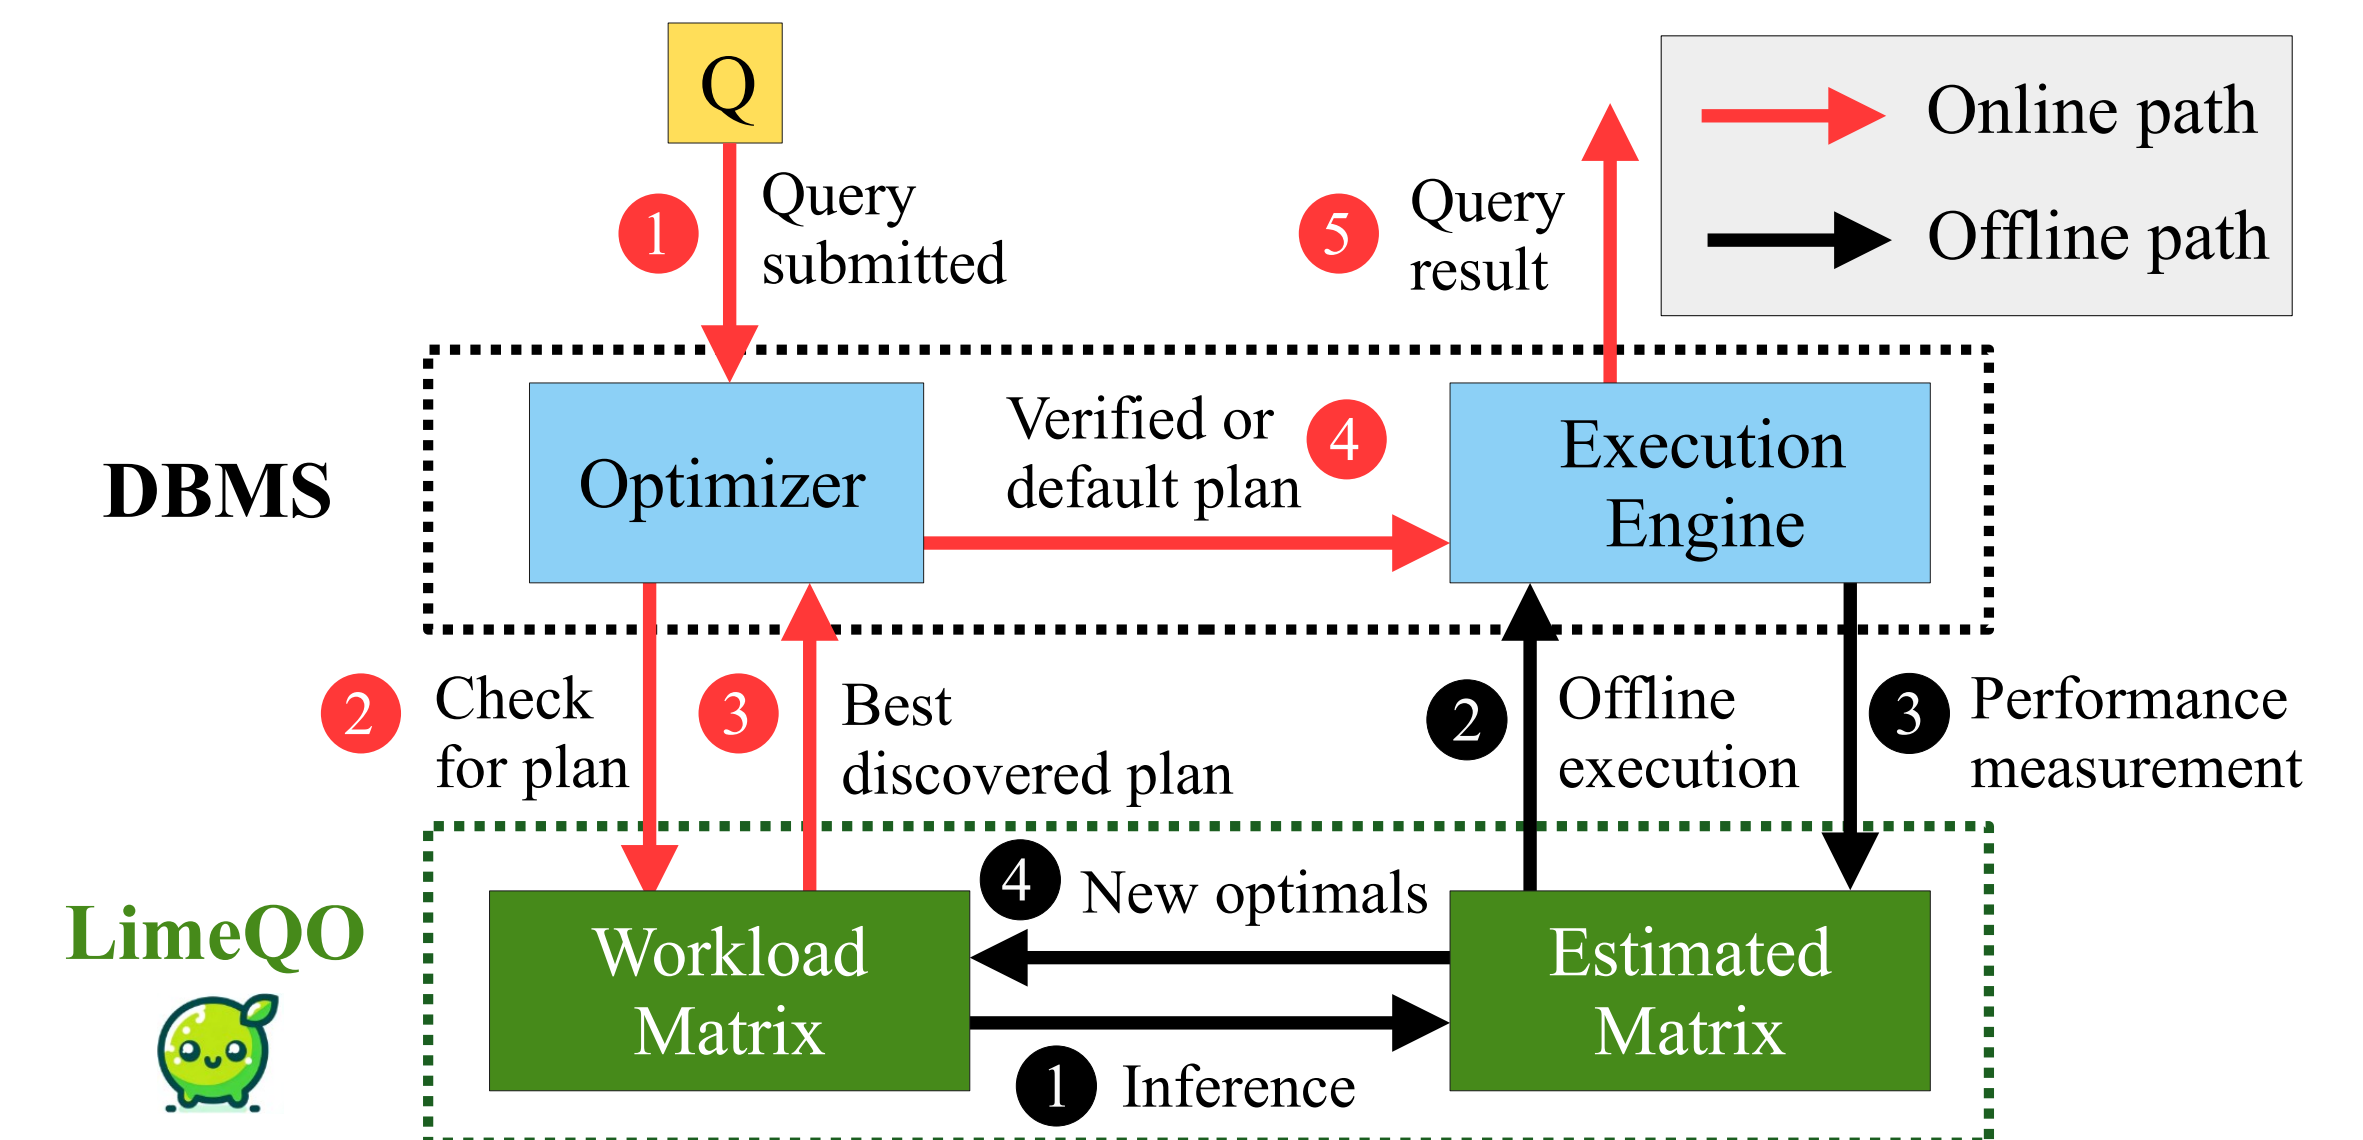 Q
Online path
Offline path
1
Query
submitted
5
Query
result
DBMS
Optimizer
Verified or
default plan
4
Execution
Engine
2
Check
for plan
3
Best
discovered plan
2
Offline
execution
3
Performance
measurement
LimeQO
Workload
Matrix
4
New optimals
1
Inference
Estimated
Matrix